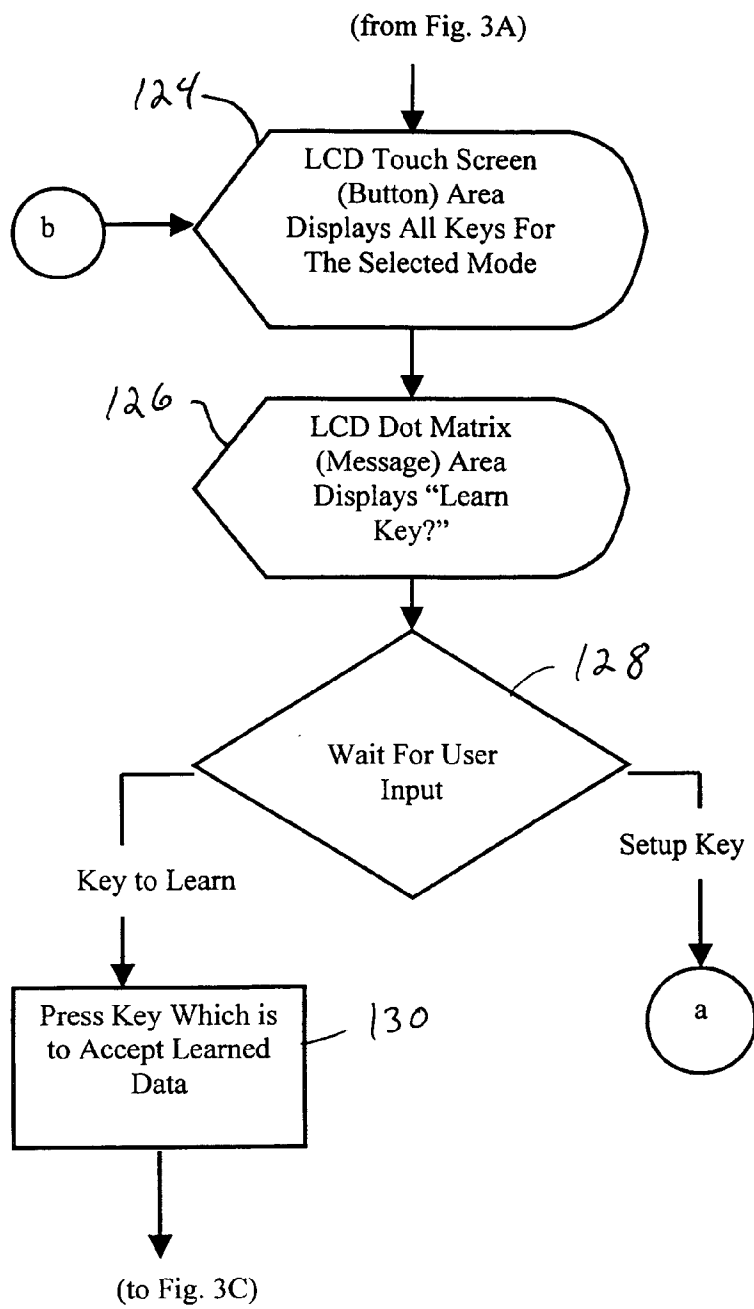 (from Fig. 3A)
124
LCD Touch Screen
(Button) Area
Displays All Keys For
The Selected Mode
b
126
LCD Dot Matrix
(Message) Area
Displays “Learn
Key?”
128
Wait For User
Input
Key to Learn
Setup Key
Press Key Which is
to Accept Learned
Data
130
a
(to Fig. 3C)